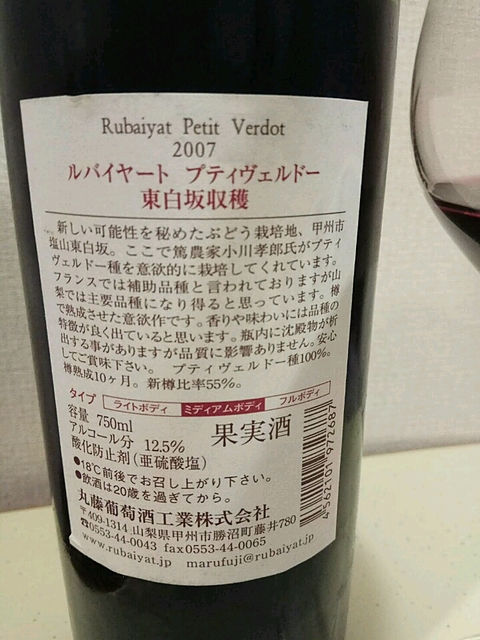 Rubaiyat Petit Verdot
2007
ルバイヤート プティヴェルドー
東白坂収穫
新しい可能性を秘めたぶどう栽培地、甲州市
塩山東白坂。ここで篤農家小川孝郎氏がプティ
ヴェルドー種を意欲的に栽培してくれています。
フランスでは補助品種と言われておりますが山
梨では主要品種になり得ると思っています。樽
で熟成させた意欲作です。香りや味わいには品種の
特徴が良く出ていると思います。瓶内に沈殿物が析
出する事がありますが品質に影響ありません。安心
してご賞味下さい。 プティヴェルドー種100%。
樽熟成10ヶ月。新樽比率55%。
タイプ ライトボディ ミディアムボディ フルボディ
容量 750ml
アルコール分 12.5%
酸化防止剤(亜硫酸塩)
果実酒
●18℃前後でお召し上がり下さい。
●飲酒は20歳を過ぎてから。
丸藤葡萄酒工業株式会社
〒409-1314 山梨県甲州市勝沼町藤井780
☎0553-44-0043 fax0553-44-0065
www.rubaiyat.jp marufuji@rubaiyat.jp
4562101972687